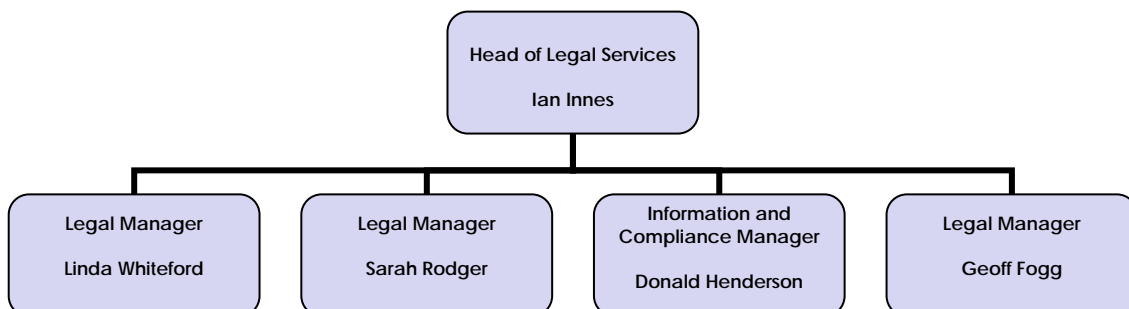 Head of Legal Services
Ian Innes
Legal Manager
Linda Whiteford
Legal Manager
Sarah Rodger
Information and
Compliance Manager
Donald Henderson
Legal Manager
Geoff Fogg